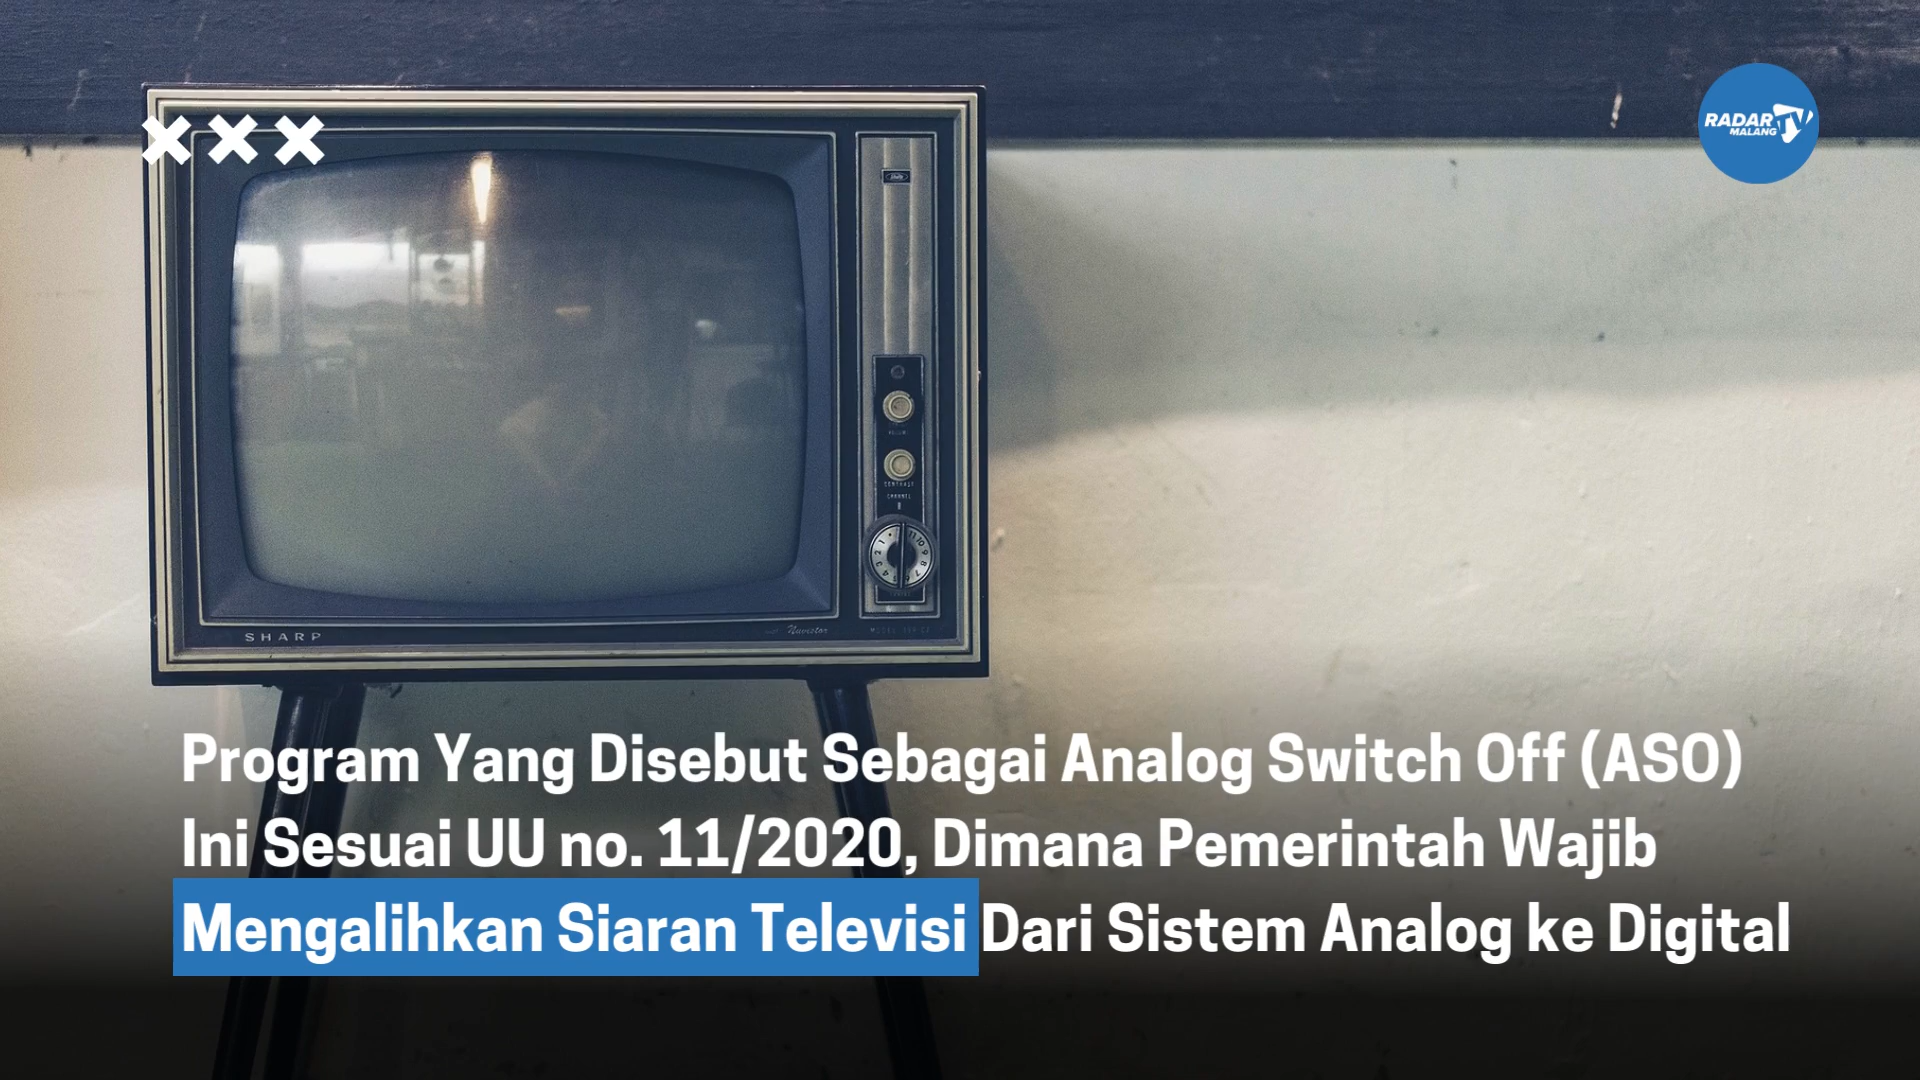 RADAR TV
MALANG
SHARP
Program Yang Disebut Sebagai Analog Switch Off (ASO)
Ini Sesuai UU no. 11/2020, Dimana Pemerintah Wajib
Mengalihkan Siaran Televisi Dari Sistem Analog ke Digital